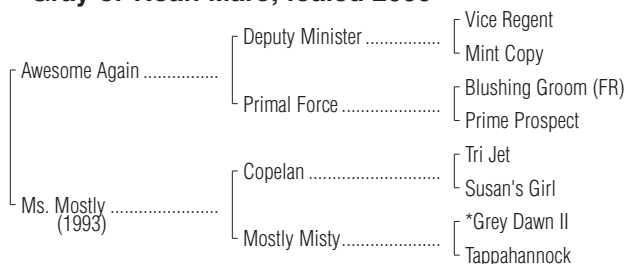 Gray or Roan Mare; foaled
Vice Regent
Deputy Minister ................
Mint Copy
Awesome Again ................
Blushing Groom (FR)
Primal Force .....................
Prime Prospect
Tri Jet
Copelan ............................
Susan's Girl
Ms. Mostly .......................
(1993)
*Grey Dawn II
Mostly Misty.....................
Tappahannock